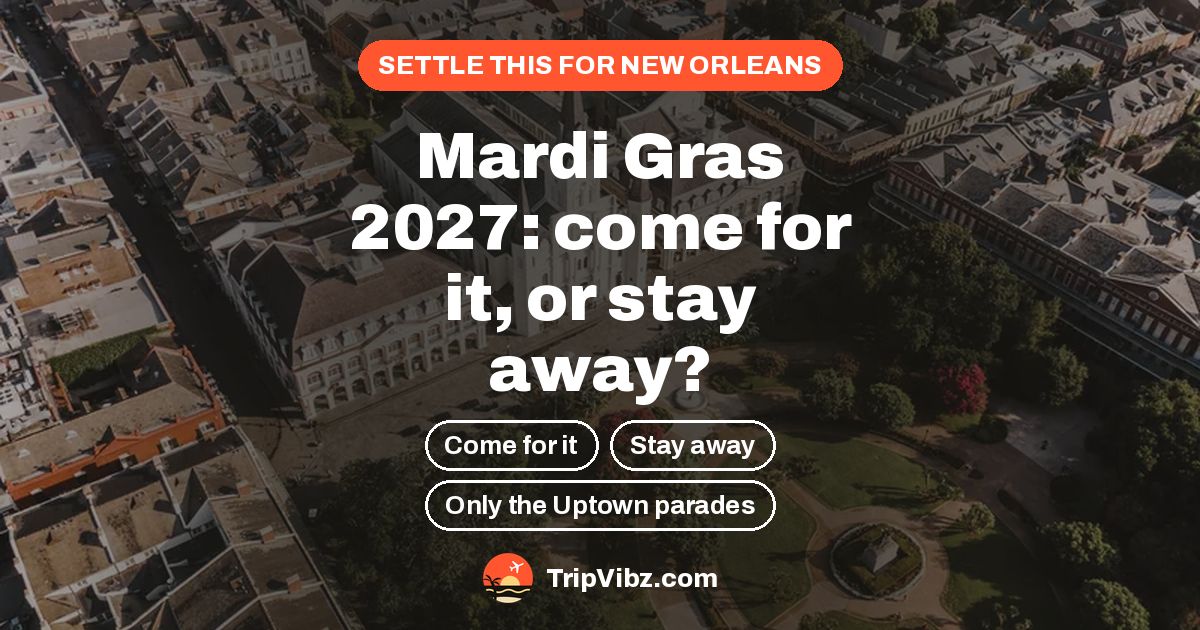 SETTLE THIS FOR NEW ORLEANS
Mardi Gras
2027: come for
it, or stay
away?
Come for it
Stay away
Only the Uptown parades
TripVibz.com